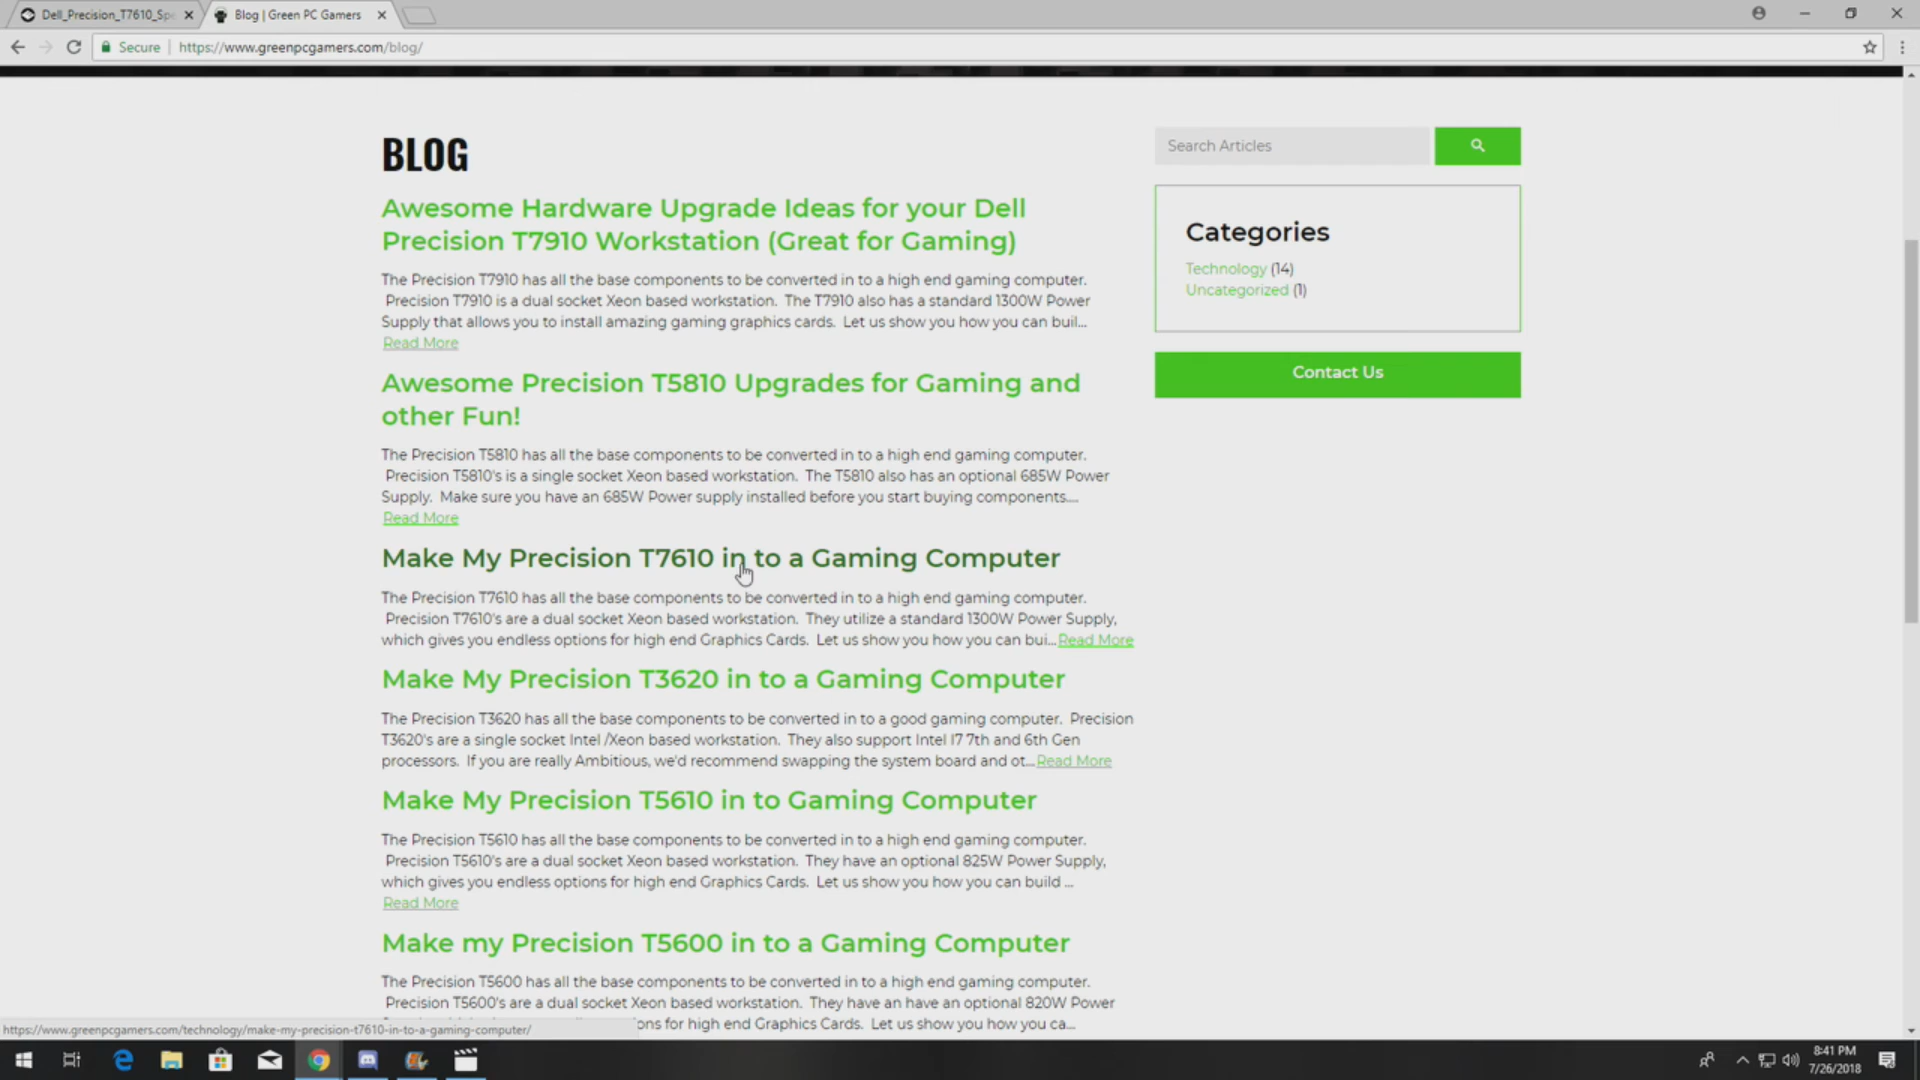 Dell_Precision_T7610_Spe
Blog | Green PC Gamers
Secure
https://www.greenpcgamers.com/blog/
BLOG
Search Articles
Awesome Hardware Upgrade Ideas for your Dell
Precision T7910 Workstation (Great for Gaming)
The Precision T7910 has all the base components to be converted in to a high end gaming computer.
Precision T7910 is a dual socket Xeon based workstation. The T7910 also has a standard 1300W Power
Supply that allows you to install amazing gaming graphics cards. Let us show you how you can buil...
Read More
Categories
Technology (14)
Uncategorized (1)
Contact Us
Awesome Precision T5810 Upgrades for Gaming and
other Fun!
The Precision T5810 has all the base components to be converted in to a high end gaming computer.
Precision T5810's is a single socket Xeon based workstation. The T5810 also has an optional 685W Power
Supply. Make sure you have an 685W Power supply installed before you start buying components....
Read More
Make My Precision T7610 in to a Gaming Computer
The Precision T7610 has all the base components to be converted in to a high end gaming computer.
Precision T7610's are a dual socket Xeon based workstation. They utilize a standard 1300W Power Supply,
which gives you endless options for high end Graphics Cards. Let us show you how you can bui... Read More
Make My Precision T3620 in to a Gaming Computer
The Precision T3620 has all the base components to be converted in to a good gaming computer. Precision
T3620's are a single socket Intel /Xeon based workstation. They also support Intel I7 7th and 6th Gen
processors. If you are really Ambitious, we'd recommend swapping the system board and ot... Read More
Make My Precision T5610 in to Gaming Computer
The Precision T5610 has all the base components to be converted in to a high end gaming computer.
Precision T5610's are a dual socket Xeon based workstation. They have an optional 825W Power Supply,
which gives you endless options for high end Graphics Cards. Let us show you how you can build ...
Read More
Make my Precision T5600 in to a Gaming Computer
The Precision T5600 has all the base components to be converted in to a high end gaming computer.
Precision T5600's are a dual socket Xeon based workstation. They have an have an optional 820W Power
ons for high end Graphics Cards. Let us show you how you ca...
https://www.greenpcgamers.com/technology/make-my-precision-t7610-in-to-a-gaming-computer/
8:41 PM
7/26/2018